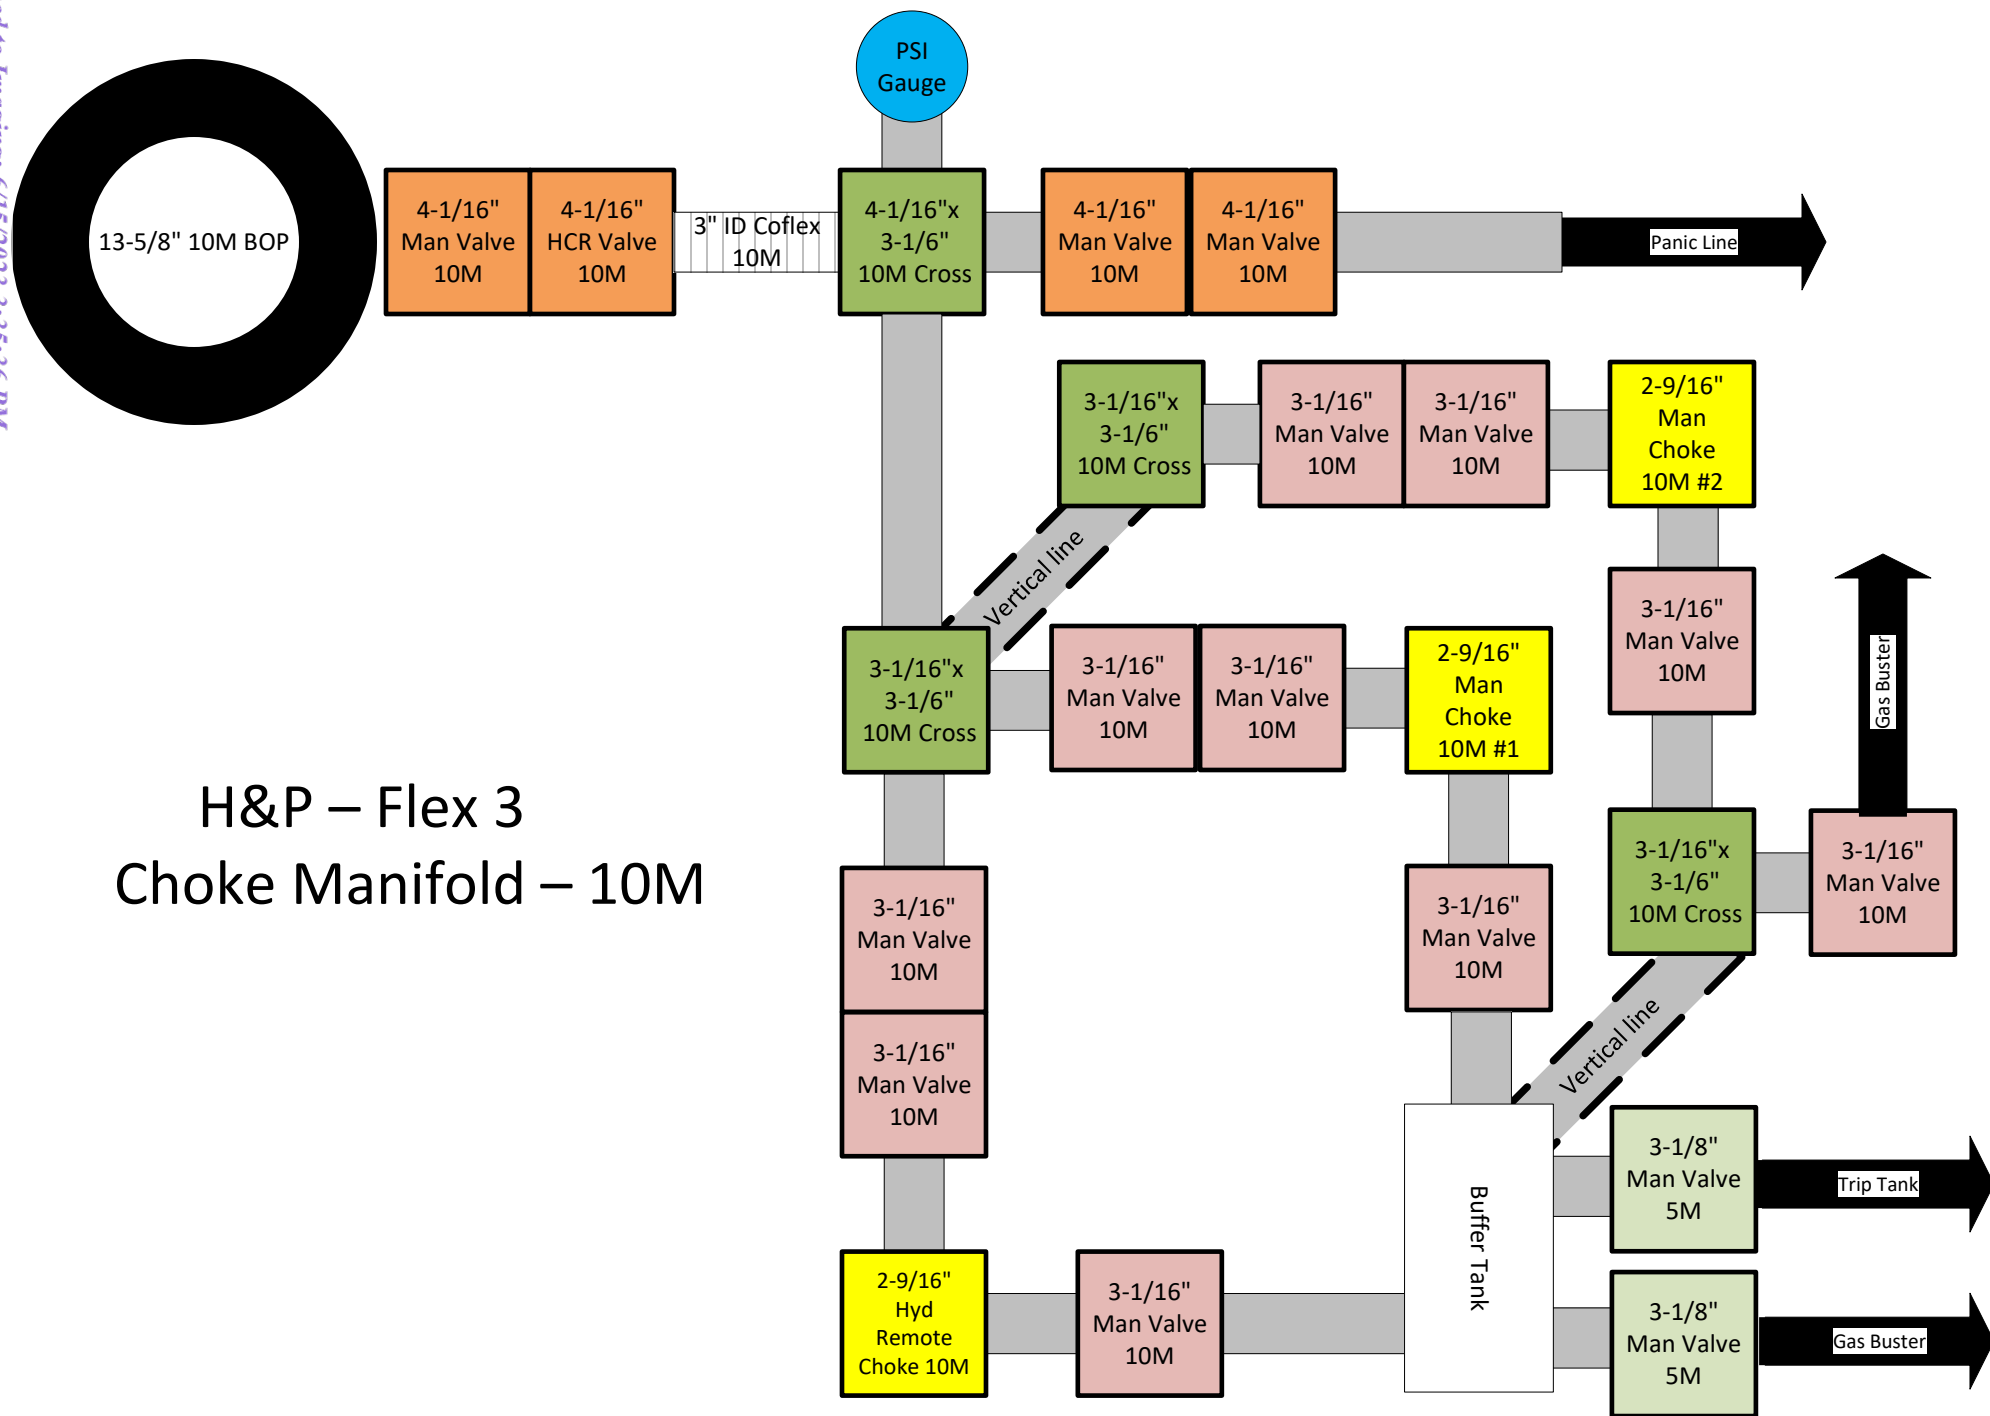 PSI
Gauge
13-5/8" 10M BOP
4-1/16"
Man Valve
10M
4-1/16"
HCR Valve
10M
3" ID Coflex
10M
4-1/16"x
3-1/6"
10M Cross
4-1/16"
Man Valve
10M
4-1/16"
Man Valve
10M
Panic Line
3-1/16"x
3-1/6"
10M Cross
3-1/16"
Man Valve
10M
3-1/16"
Man Valve
10M
2-9/16"
Man
Choke
10M #2
Vertical line
3-1/16"
Man Valve
10M
Gas Buster
3-1/16"x
3-1/6"
10M Cross
3-1/16"
Man Valve
10M
3-1/16"
Man Valve
10M
2-9/16"
Man
Choke
10M #1
H&P – Flex 3
Choke Manifold – 10M
3-1/16"
Man Valve
10M
3-1/16"
Man Valve
10M
3-1/16"x
3-1/6"
10M Cross
3-1/16"
Man Valve
10M
3-1/16"
Man Valve
10M
Vertical line
Buffer Tank
3-1/8"
Man Valve
5M
Trip Tank
2-9/16"
Hyd
Remote
Choke 10M
3-1/16"
Man Valve
10M
3-1/8"
Man Valve
5M
Gas Buster